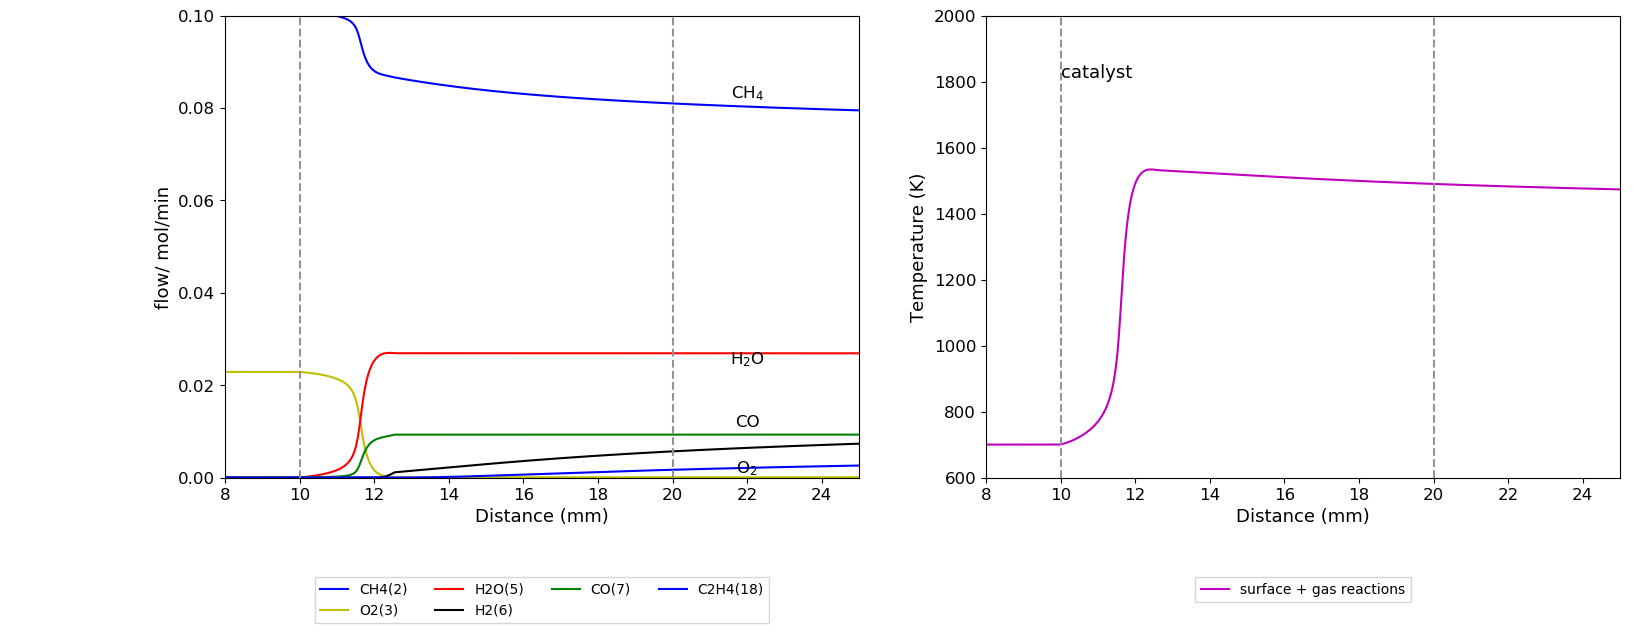 0.10
0.08
0.06
0.04
0.02
0.00
flow/ mol/min
CH₄
H₂O
CO
O₂
8 10 12 14 16 18 20 22 24
Distance (mm)
CH4(2) H2O(5) CO(7) C2H4(18)
O2(3) H2(6)
2000
1800
1600
1400
1200
1000
800
600
Temperature (K)
catalyst
8 10 12 14 16 18 20 22 24
Distance (mm)
surface + gas reactions